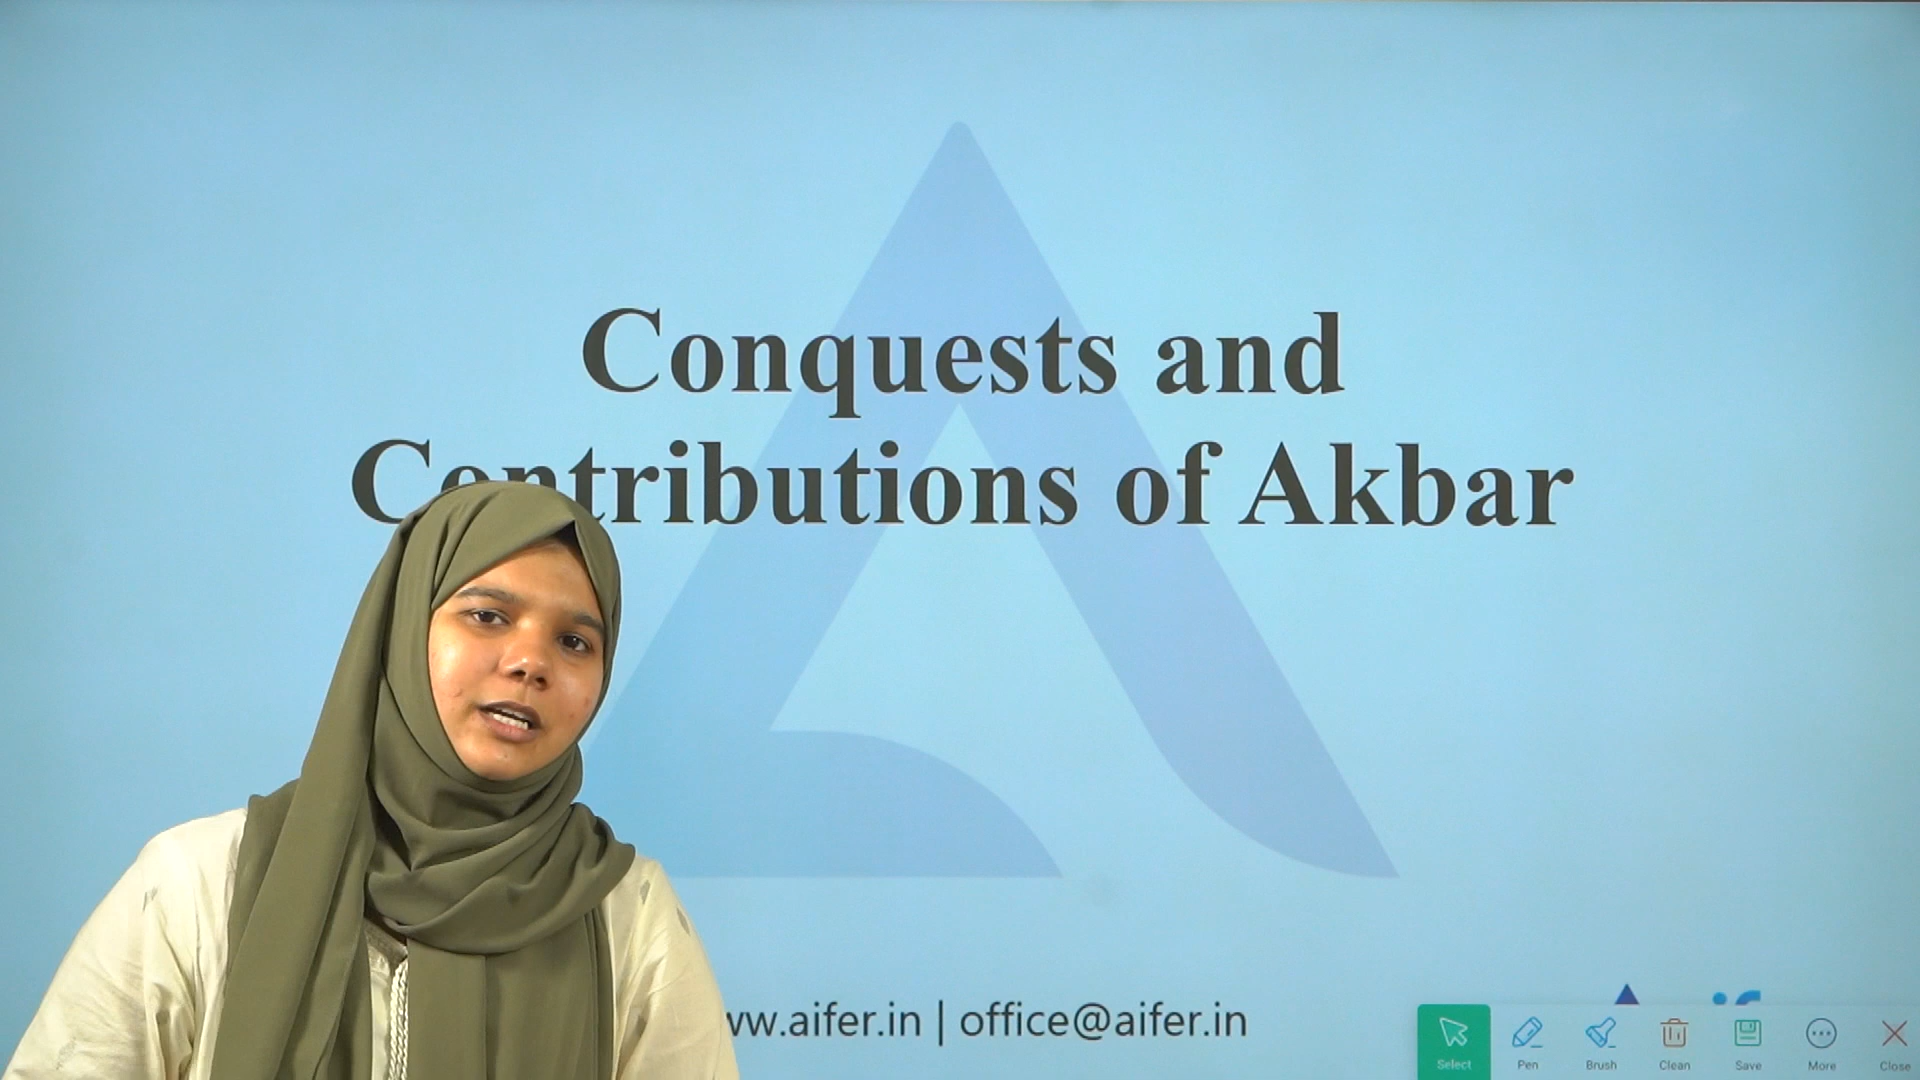 Conquests and
Contributions of Akbar
ww.aifer.in | office@aifer.in
Select Pen Brush Clean Save More Close